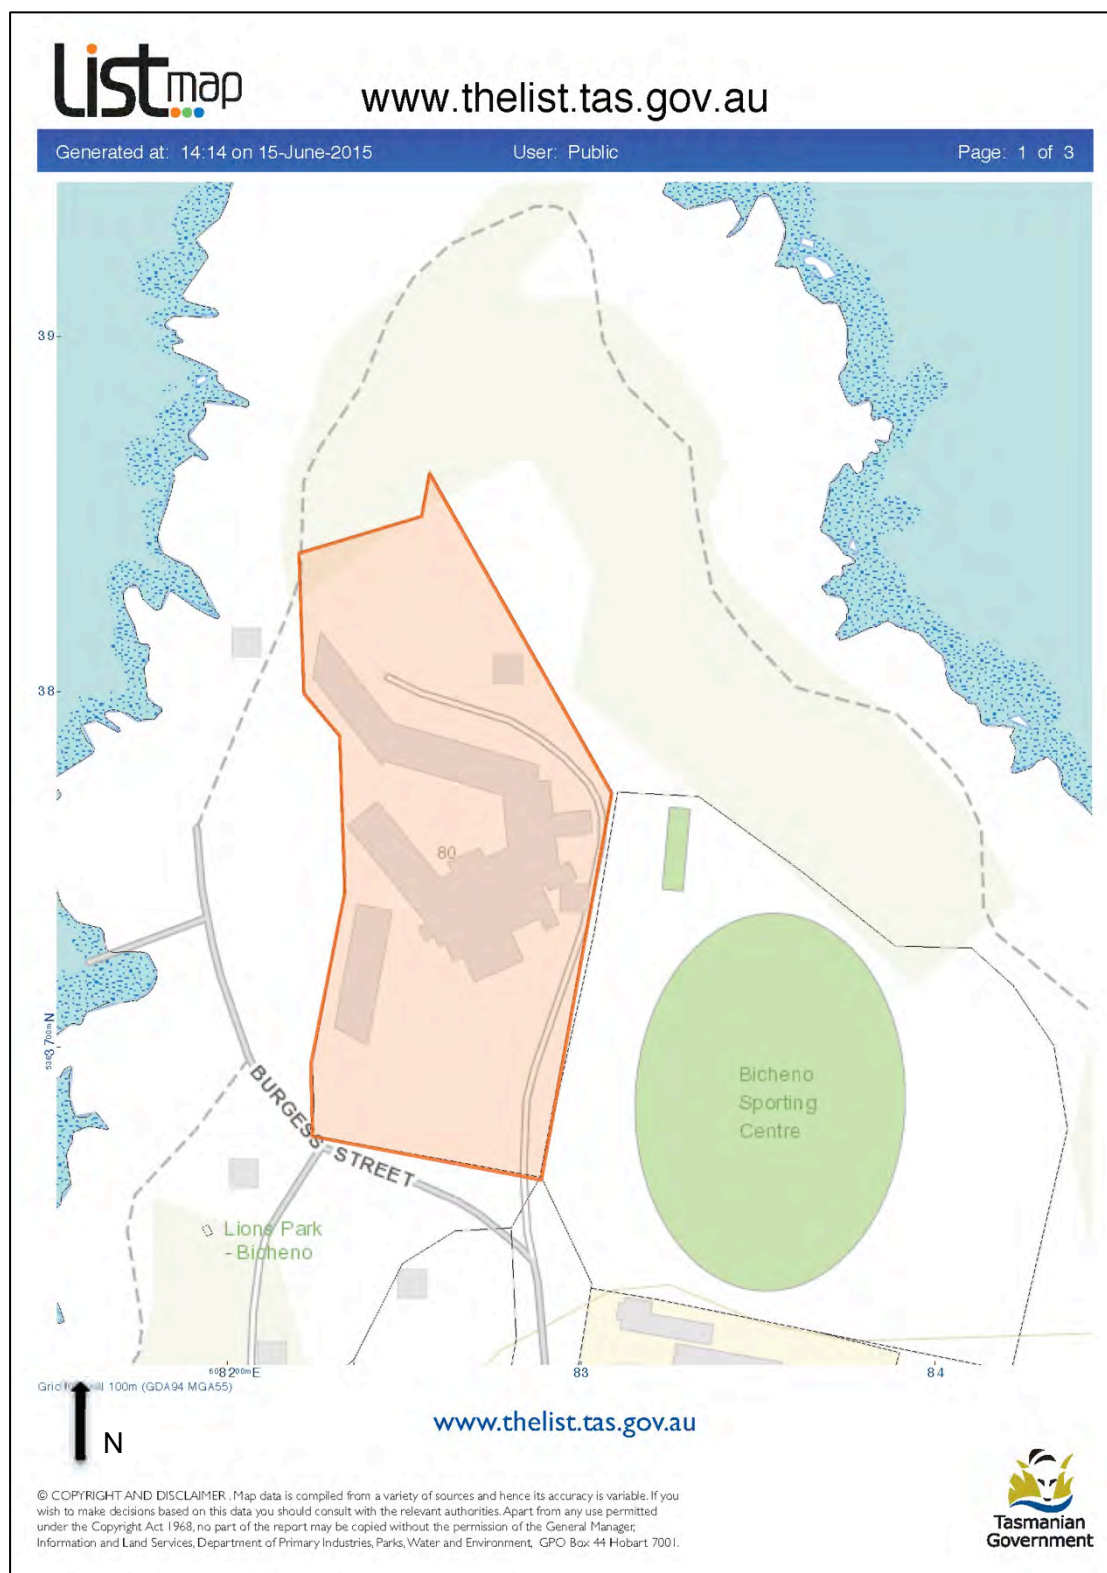 LiSTmap
www.thelist.tas.gov.au
Generated at: 14:14 on 15-June-2015 User: Public Page: 1 of 3
39-
38-
80
5363700mN
Bicheno
Sporting
Centre
BURGESS STREET
Lions Park
- Bicheno
608200mE 83 84
100m (GDA94 MGA55)
www.thelist.tas.gov.au
N
© COPYRIGHT AND DISCLAIMER. Map data is compiled from a variety of sources and hence its accuracy is variable. If you
wish to make decisions based on this data you should consult with the relevant authorities. Apart from any use permitted
under the Copyright Act 1968, no part of the report may be copied without the permission of the General Manager,
Information and Land Services, Department of Primary Industries, Parks, Water and Environment, GPO Box 44 Hobart 7001.
Tasmanian
Government